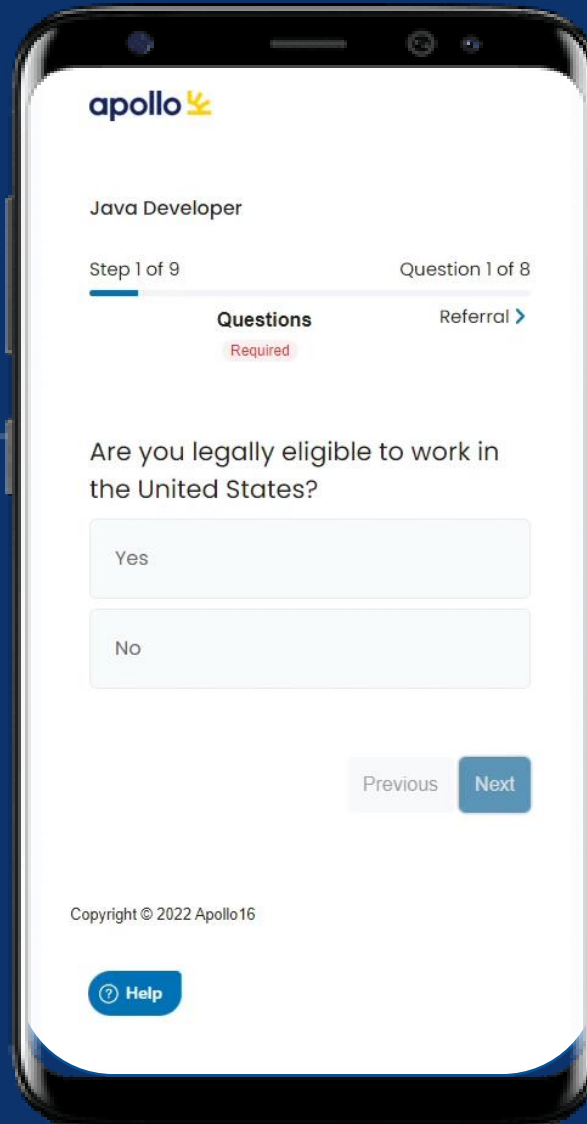 apollo
Java Developer
Step 1 of 9
Question 1 of 8
Questions
Referral
Required
Are you legally eligible to work in
the United States?
Yes
No
Previous
Next
Copyright © 2022 Apollo16
Help